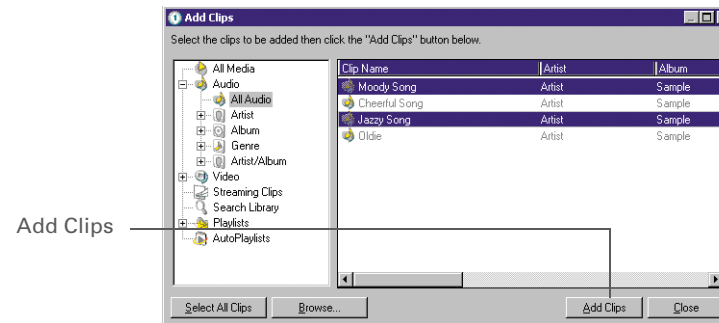 Add Clips
Select the clips to be added then click the "Add Clips" button below.
All Media
Audio
All Audio
Artist
Album
Genre
Artist/Album
Video
Streaming Clips
Search Library
Playlists
AutoPlaylists
Clip Name Artist Album
Moody Song Artist Sample
Cheerful Song Artist Sample
Jazzy Song Artist Sample
Oldie Artist Sample
Add Clips
Select All Clips Browse... Add Clips Close